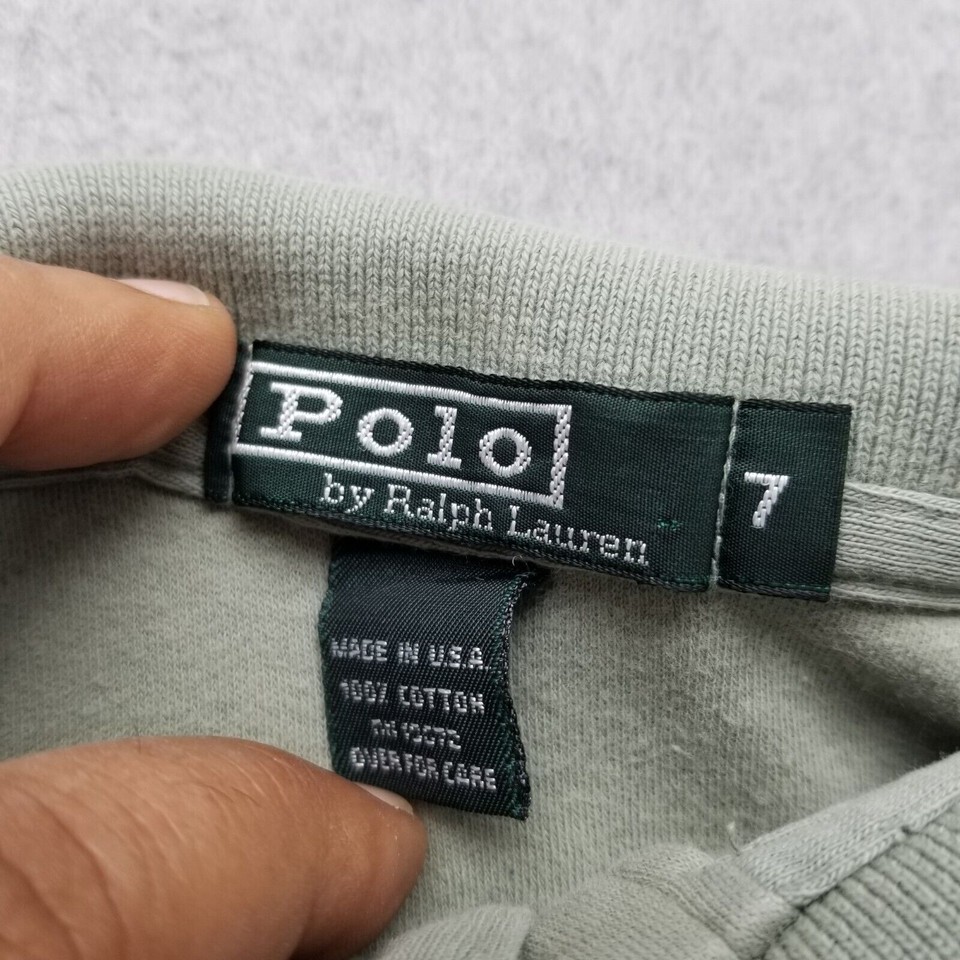 Polo
by Ralph Lauren
7
MADE IN U.S.A.
100% COTTON
OVER FOR CARE